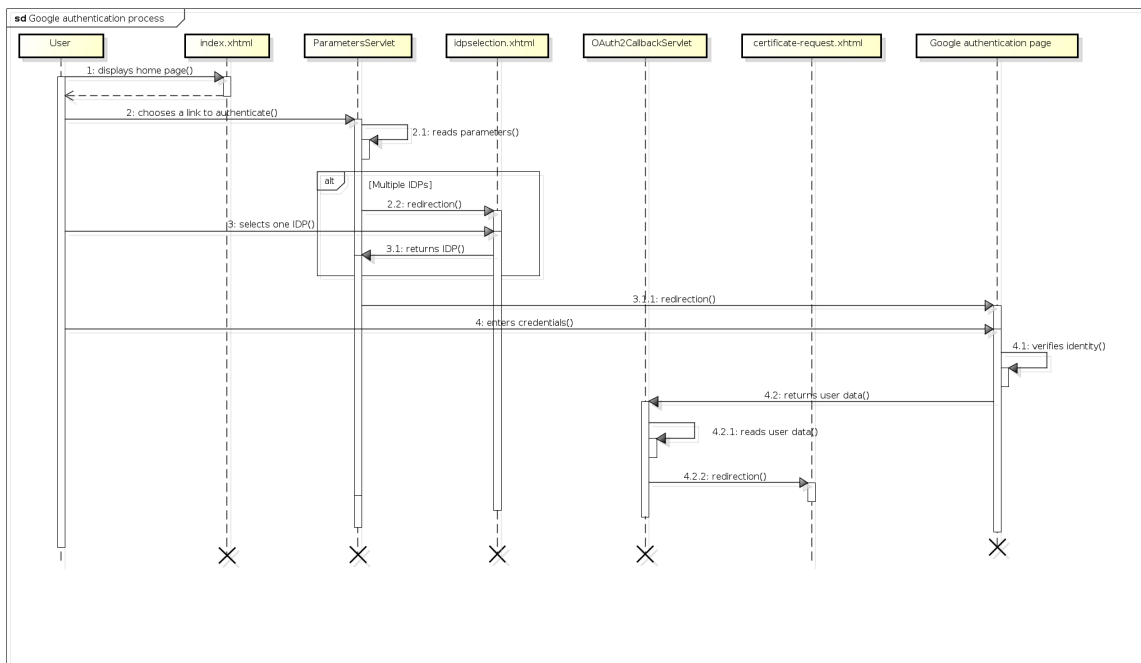 sd Google authentication process
User
index.xhtml
ParametersServlet
idpselection.xhtml
OAuth2CallbackServlet
certificate-request.xhtml
Google authentication page
1: displays home page()
2: chooses a link to authenticate()
2.1: reads parameters()
alt
[Multiple IDPs]
2.2: redirection()
3: selects one IDP()
3.1: returns IDP()
3.1.1: redirection()
4: enters credentials()
4.1: verifies identity()
4.2: returns user data()
4.2.1: reads user data()
4.2.2: redirection()